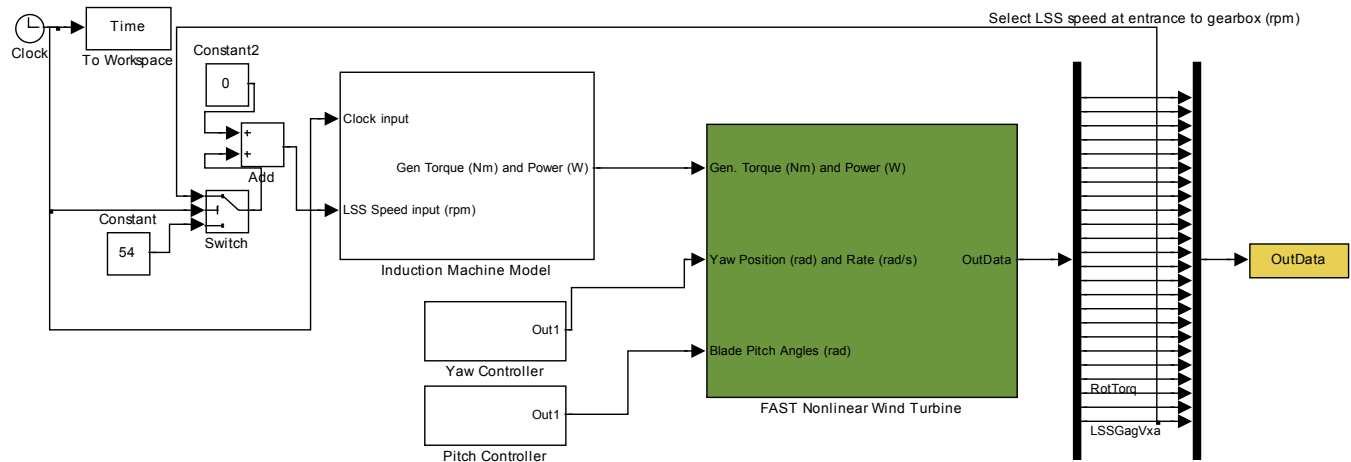 Select LSS speed at entrance to gearbox (rpm)
Time
Clock
To Workspace
Constant2
0
Clock input
+
+
Add
Gen Torque (Nm) and Power (W)
Gen. Torque (Nm) and Power (W)
LSS Speed input (rpm)
Constant
Switch
54
Induction Machine Model
Yaw Position (rad) and Rate (rad/s)
OutData
OutData
Out1
Yaw Controller
Blade Pitch Angles (rad)
RotTorq
FAST Nonlinear Wind Turbine
Out1
LSSGagVxa
Pitch Controller